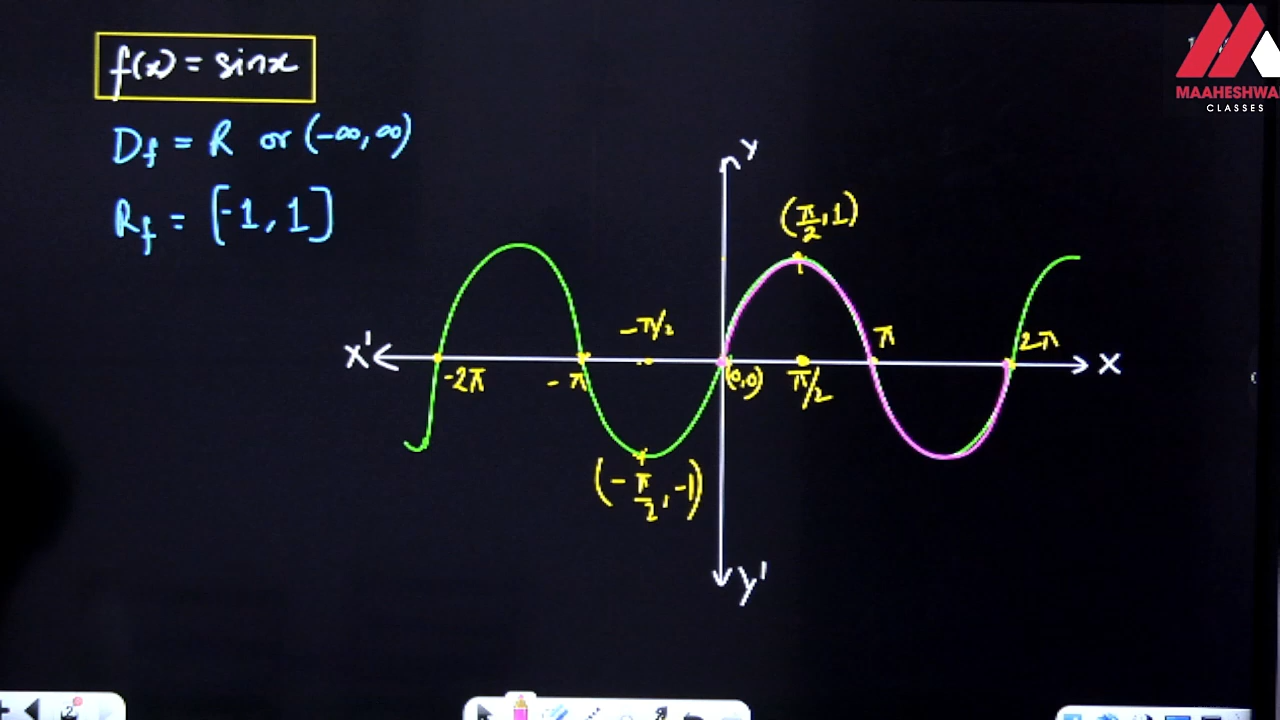 f(x) = sinx
MAAHESHWA
CLASSES
Df = R or (-∞, ∞)
Rf = [-1, 1]
Y
(π/2, 1)
-π/2
π
2π
X'
X
-2π
-π
(0,0)
π/2
(-π/2, -1)
y'